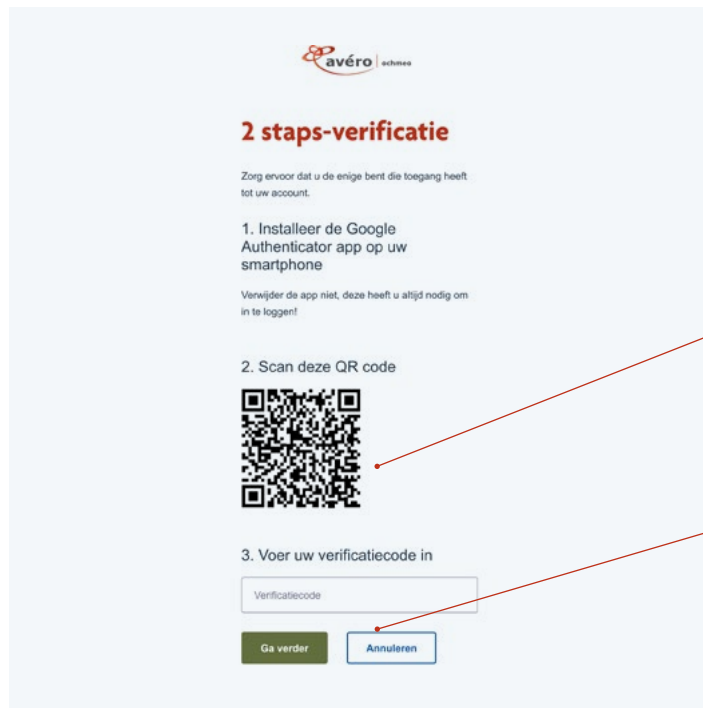 avéro achmea
2 staps-verificatie
Zorg ervoor dat u de enige bent die toegang heeft
tot uw account.
1. Installeer de Google
Authenticator app op uw
smartphone
Verwijder de app niet, deze heeft u altijd nodig om
in te loggen!
2. Scan deze QR code
3. Voer uw verificatiecode in
Verificatiecode
Ga verder
Annuleren